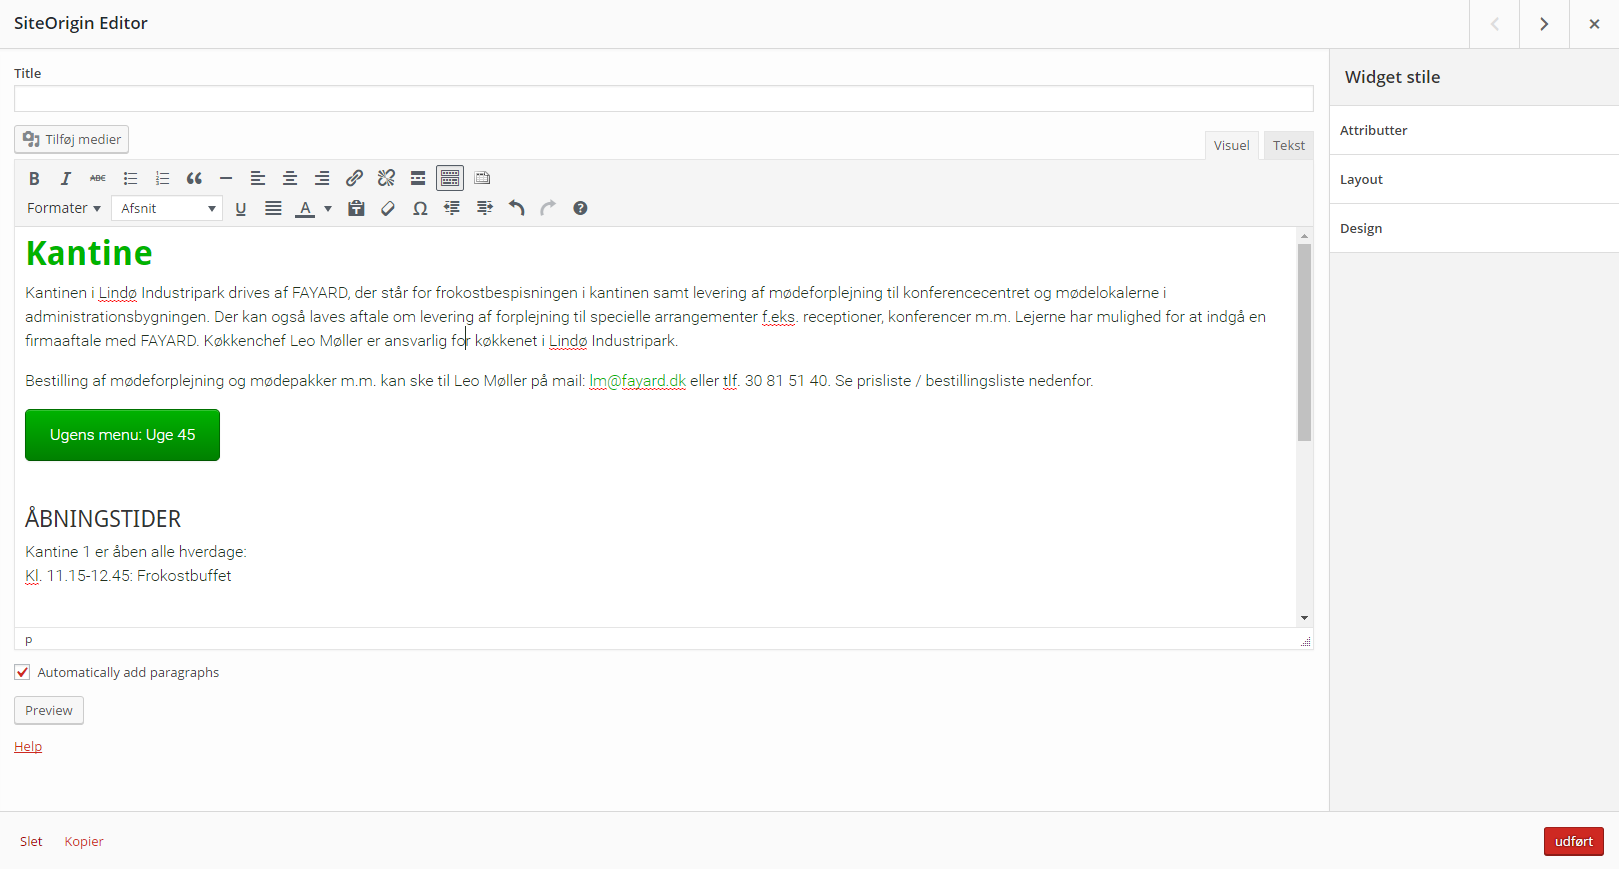 SiteOrigin Editor
Title
Tilføj medier
Visuel
Tekst
B I ABC
Formater
Afsnit
U A Ω
Kantine
Kantinen i Lindø Industripark drives af FAYARD, der står for frokostbespisningen i kantinen samt levering af mødeforplejning til konferencecentret og mødelokalerne i
administrationsbygningen. Der kan også laves aftale om levering af forplejning til specielle arrangementer f.eks. receptioner, konferencer m.m. Lejerne har mulighed for at indgå en
firmaaftale med FAYARD. Køkkenchef Leo Møller er ansvarlig for køkkenet i Lindø Industripark.
Bestilling af mødeforplejning og mødepakker m.m. kan ske til Leo Møller på mail: lm@fayard.dk eller tlf. 30 81 51 40. Se prisliste / bestillingsliste nedenfor.
Ugens menu: Uge 45
ÅBNINGSTIDER
Kantine 1 er åben alle hverdage:
Kl. 11.15-12.45: Frokostbuffet
p
Automatically add paragraphs
Preview
Help
Widget stile
Attributter
Layout
Design
Slet
Kopier
udført